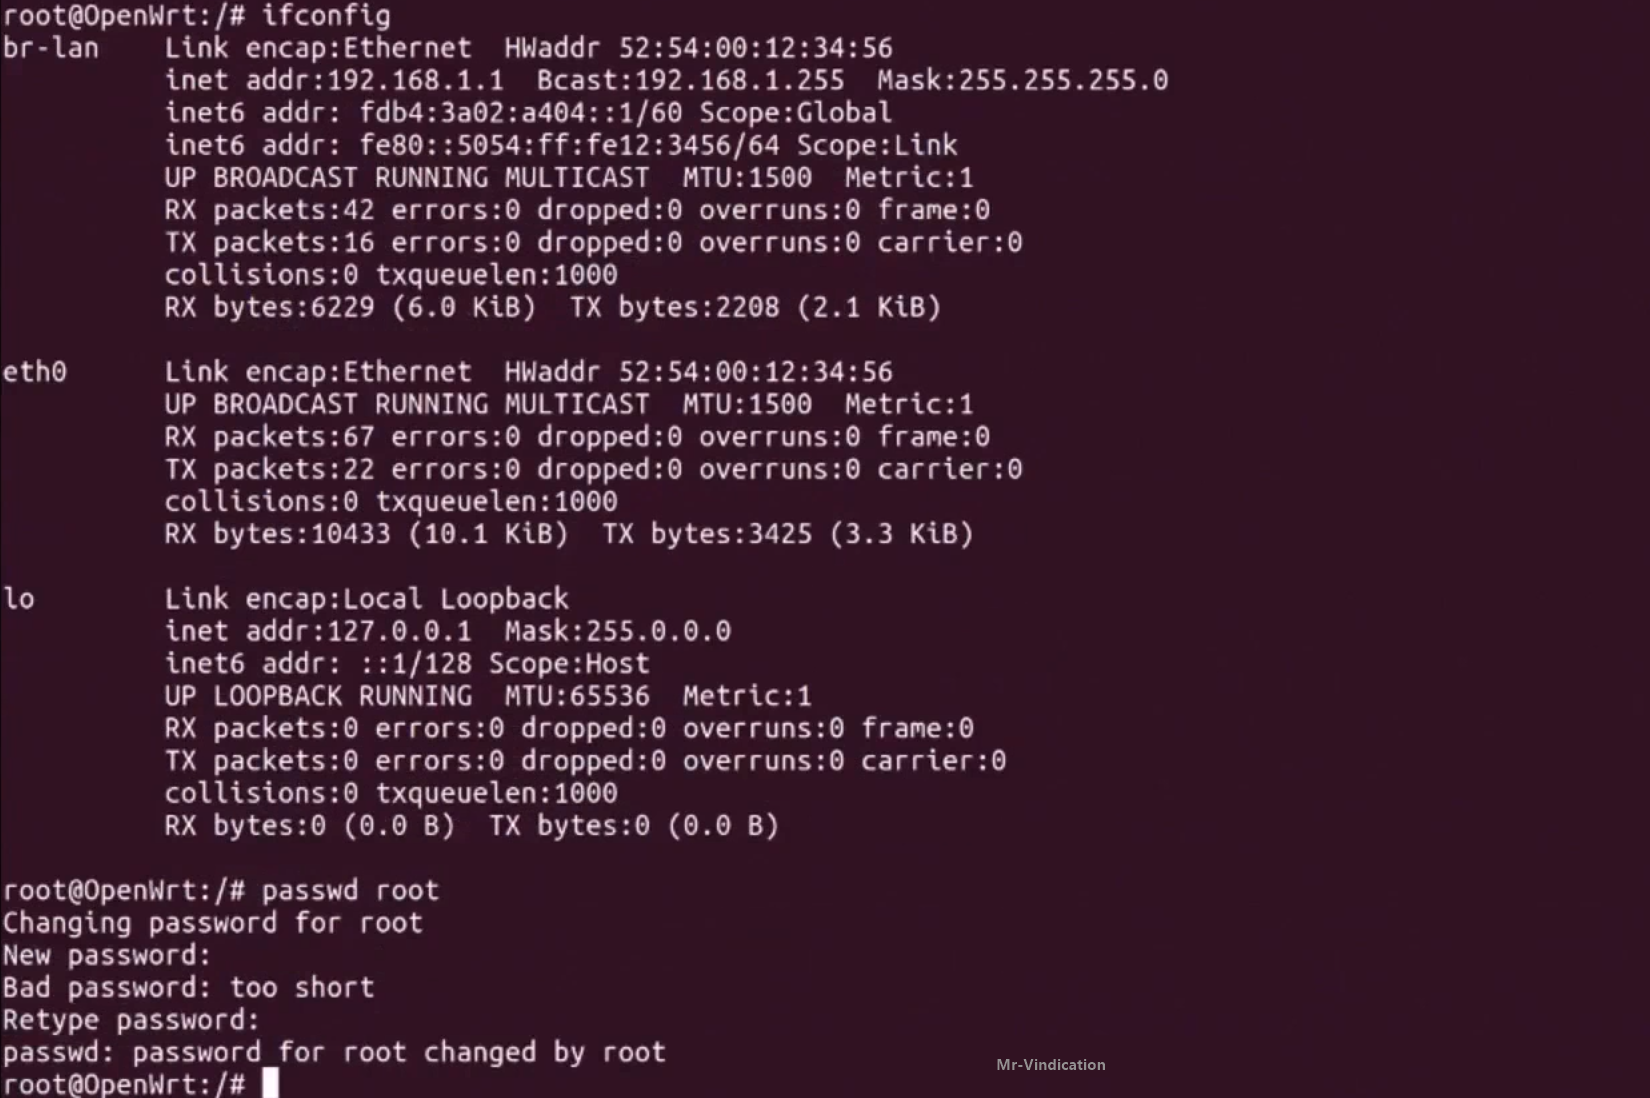 root@OpenWrt:/# ifconfig
br-lan    Link encap:Ethernet  HWaddr 52:54:00:12:34:56
          inet addr:192.168.1.1  Bcast:192.168.1.255  Mask:255.255.255.0
          inet6 addr: fdb4:3a02:a404::1/60 Scope:Global
          inet6 addr: fe80::5054:ff:fe12:3456/64 Scope:Link
          UP BROADCAST RUNNING MULTICAST  MTU:1500  Metric:1
          RX packets:42 errors:0 dropped:0 overruns:0 frame:0
          TX packets:16 errors:0 dropped:0 overruns:0 carrier:0
          collisions:0 txqueuelen:1000
          RX bytes:6229 (6.0 KiB)  TX bytes:2208 (2.1 KiB)

eth0      Link encap:Ethernet  HWaddr 52:54:00:12:34:56
          UP BROADCAST RUNNING MULTICAST  MTU:1500  Metric:1
          RX packets:67 errors:0 dropped:0 overruns:0 frame:0
          TX packets:22 errors:0 dropped:0 overruns:0 carrier:0
          collisions:0 txqueuelen:1000
          RX bytes:10433 (10.1 KiB)  TX bytes:3425 (3.3 KiB)

lo        Link encap:Local Loopback
          inet addr:127.0.0.1  Mask:255.0.0.0
          inet6 addr: ::1/128 Scope:Host
          UP LOOPBACK RUNNING  MTU:65536  Metric:1
          RX packets:0 errors:0 dropped:0 overruns:0 frame:0
          TX packets:0 errors:0 dropped:0 overruns:0 carrier:0
          collisions:0 txqueuelen:1000
          RX bytes:0 (0.0 B)  TX bytes:0 (0.0 B)

root@OpenWrt:/# passwd root
Changing password for root
New password:
Bad password: too short
Retype password:
passwd: password for root changed by root
Mr-Vindication
root@OpenWrt:/#